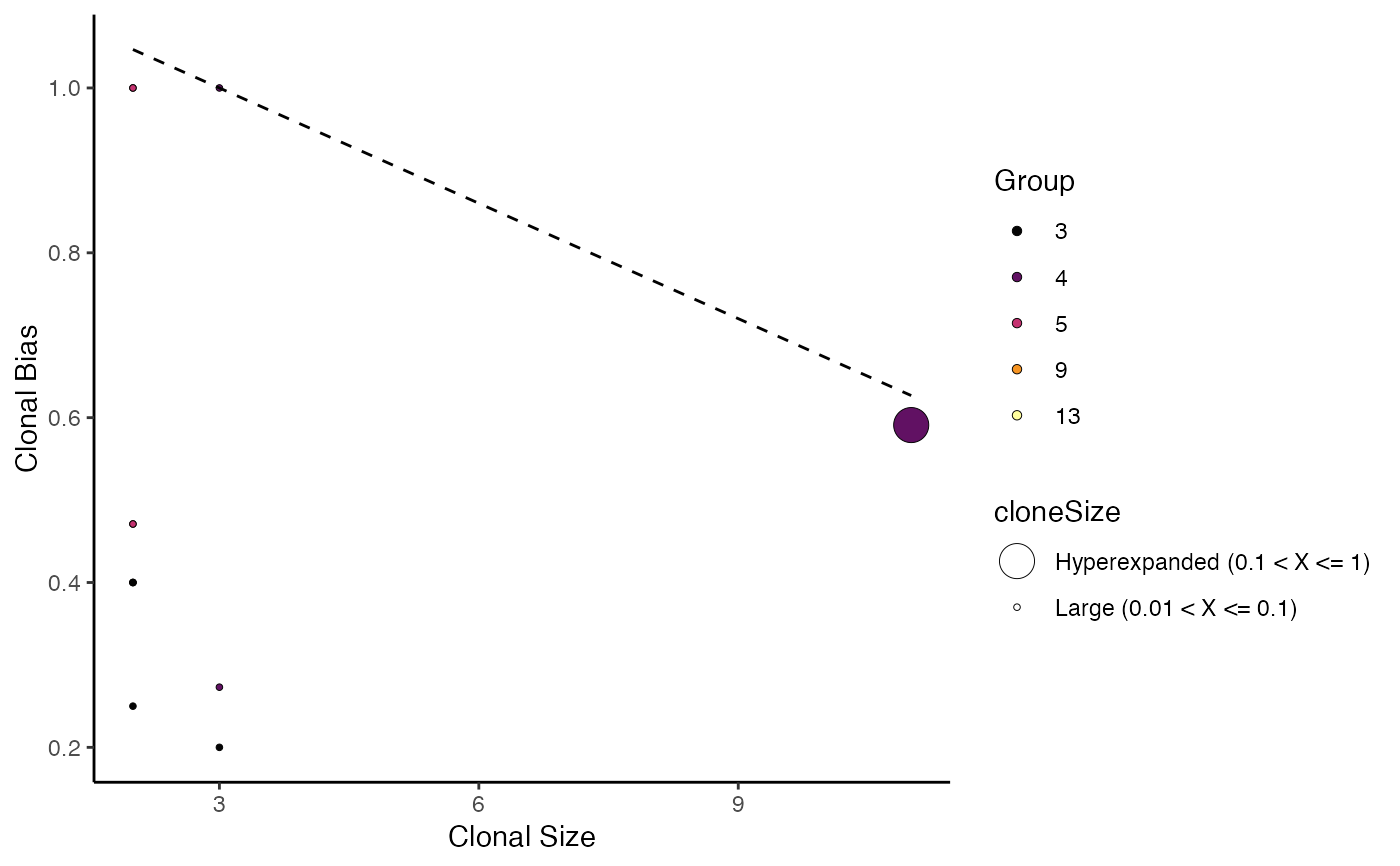 1.0
0.8
0.6
0.4
0.2
Clonal Bias
3
6
9
Clonal Size
Group
3
4
5
9
13
cloneSize
Hyperexpanded (0.1 < X <= 1)
Large (0.01 < X <= 0.1)